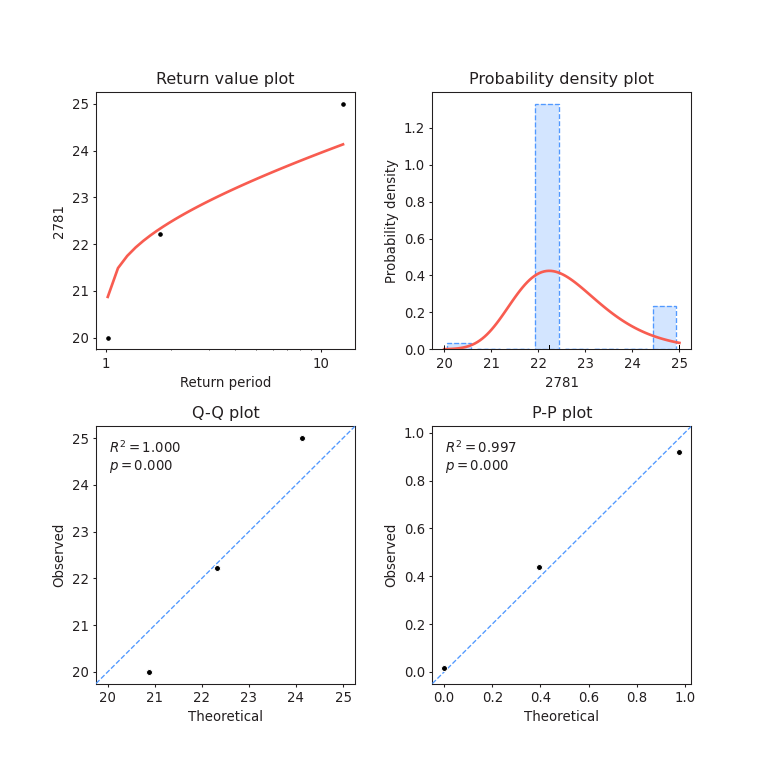 Return value plot
2781
25
24
23
22
21
20
1
10
Return period
Probability density plot
Probability density
1.2
1.0
0.8
0.6
0.4
0.2
0.0
20 21 22 23 24 25
2781
Q-Q plot
R² = 1.000
p = 0.000
Observed
25
24
23
22
21
20
20 21 22 23 24 25
Theoretical
P-P plot
R² = 0.997
p = 0.000
Observed
1.0
0.8
0.6
0.4
0.2
0.0
0.0 0.2 0.4 0.6 0.8 1.0
Theoretical